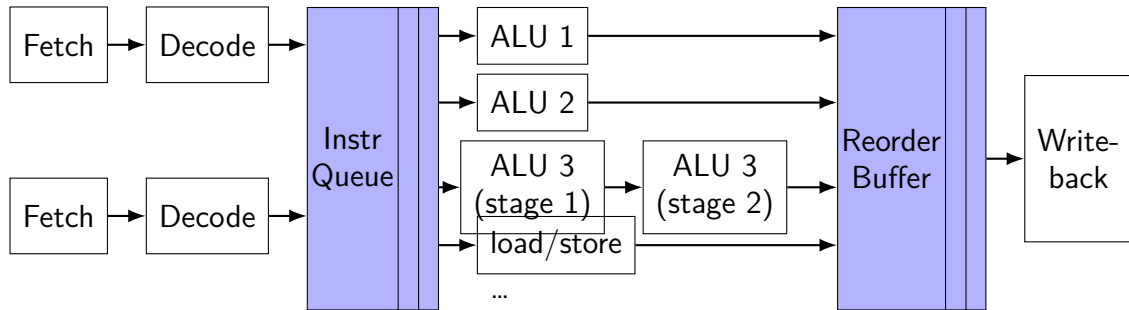 Fetch
Decode
Fetch
Decode
Instr
Queue
ALU 1
ALU 2
ALU 3
(stage 1)
ALU 3
(stage 2)
load/store
...
Reorder
Buffer
Write-
back